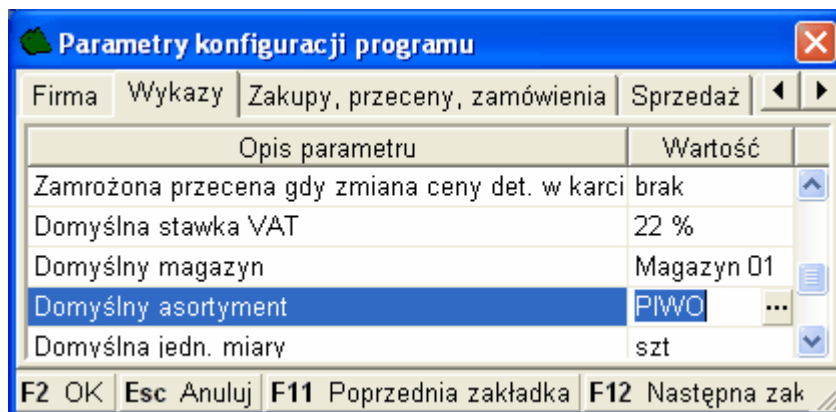 Parametry konfiguracji programu
Firma Wykazy Zakupy, przeceny, zamówienia Sprzedaż
Opis parametru Wartość
Zamrożona przecena gdy zmiana ceny det. w karci brak
Domyślna stawka VAT 22 %
Domyślny magazyn Magazyn 01
Domyślny asortyment PIWO ...
Domyślna jedn. miary szt
F2 OK Esc Anuluj F11 Poprzednia zakładka F12 Następna zak